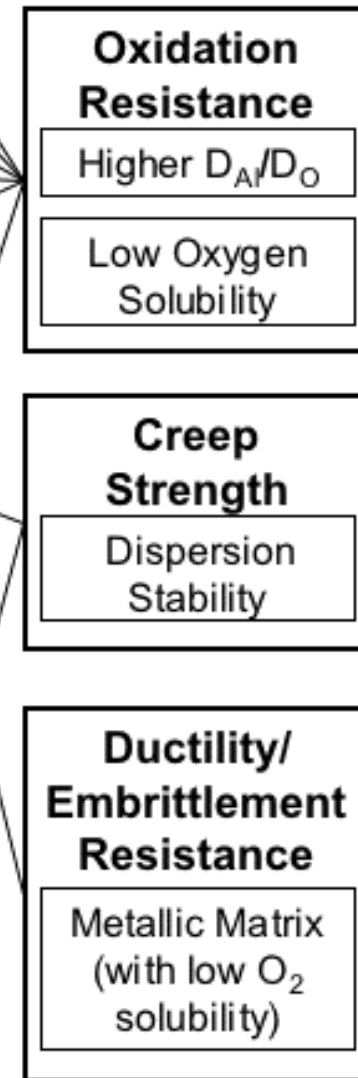 Oxidation
Resistance
Higher D_Al/D_O
Low Oxygen
Solubility
Creep
Strength
Dispersion
Stability
Ductility/
Embrittlement
Resistance
Metallic Matrix
(with low O₂
solubility)